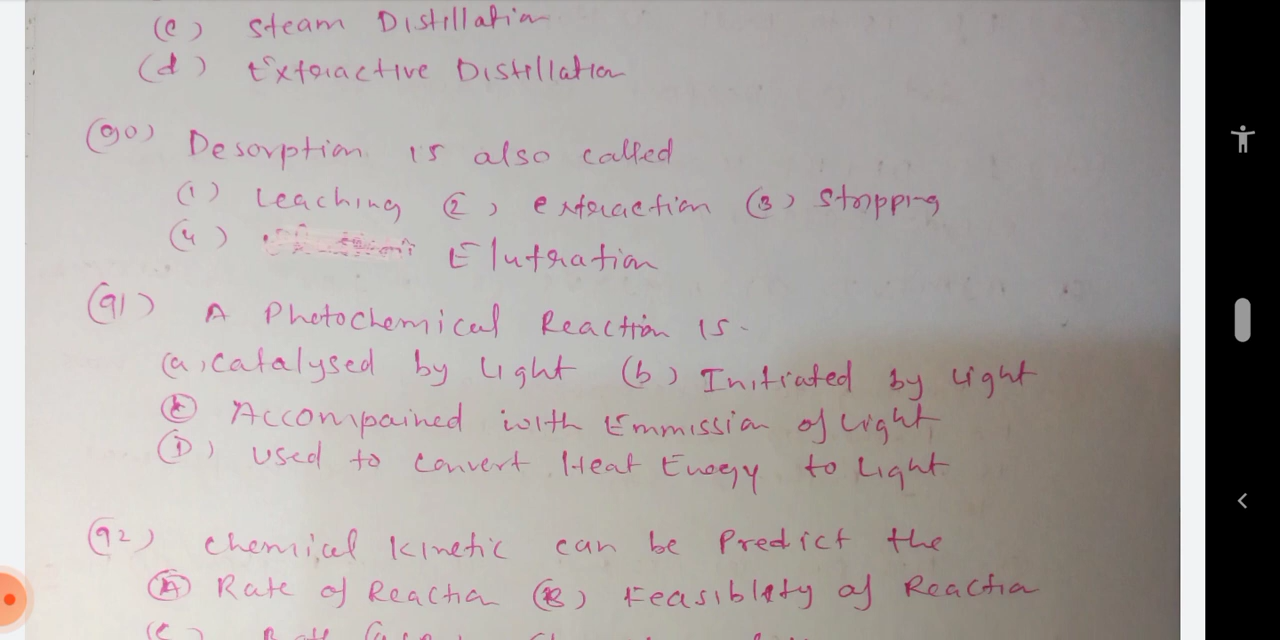 (c) Steam Distillation
(d) Extractive Distillation
(90) Desorption is also called
(1) Leaching (2) extraction (3) Stripping
(4) Elutration
(91) A Photochemical Reaction is
(a) catalysed by light (b) Initiated by light
(C) Accompained with Emmission of light
(D) used to convert Heat Energy to light
(92) Chemical Kinetic can be Predict the
(A) Rate of Reaction (B) Feasiblity of Reaction